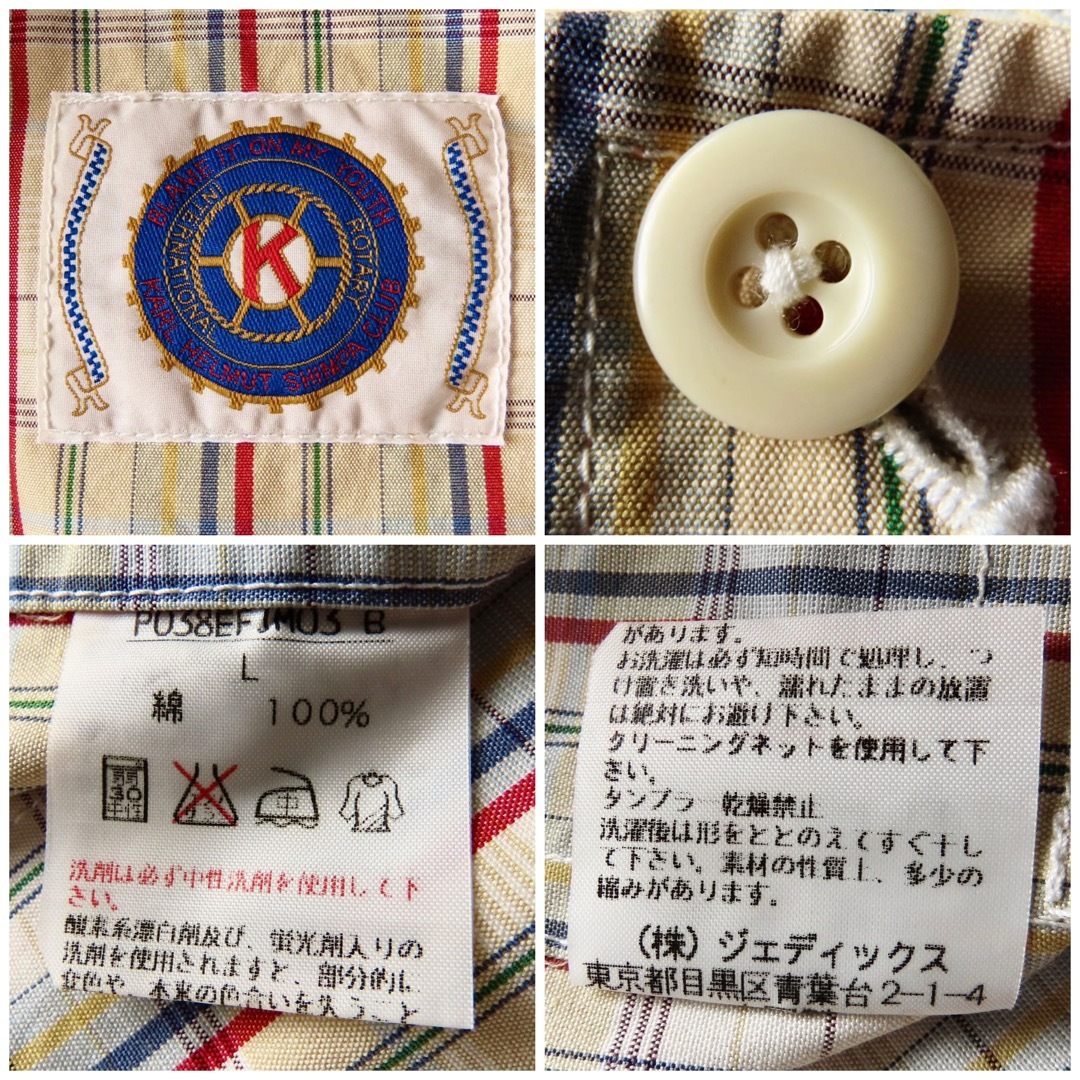 BLAME IT ON MY YOUTH
ROTARY
INTERNATIONAL
K
KARL HELMUT SHIMPA CLUB
P038EFJM03 B
L
綿 100%
弱
30
中性
中
洗剤は必ず中性洗剤を使用して下
さい。
酸素系漂白剤及び、蛍光剤入りの
洗剤を使用されますと、部分的に
変色や、本来の色合いを失うこと
があります。
お洗濯は必ず短時間で処理し、つ
け置き洗いや、濡れたままの放置
は絶対にお避け下さい。
クリーニングネットを使用して下
さい。
タンブラー乾燥禁止
洗濯後は形をととのえてすぐ干し
て下さい。素材の性質上、多少の
縮みがあります。
(株) ジェディックス
東京都目黒区青葉台2-1-4